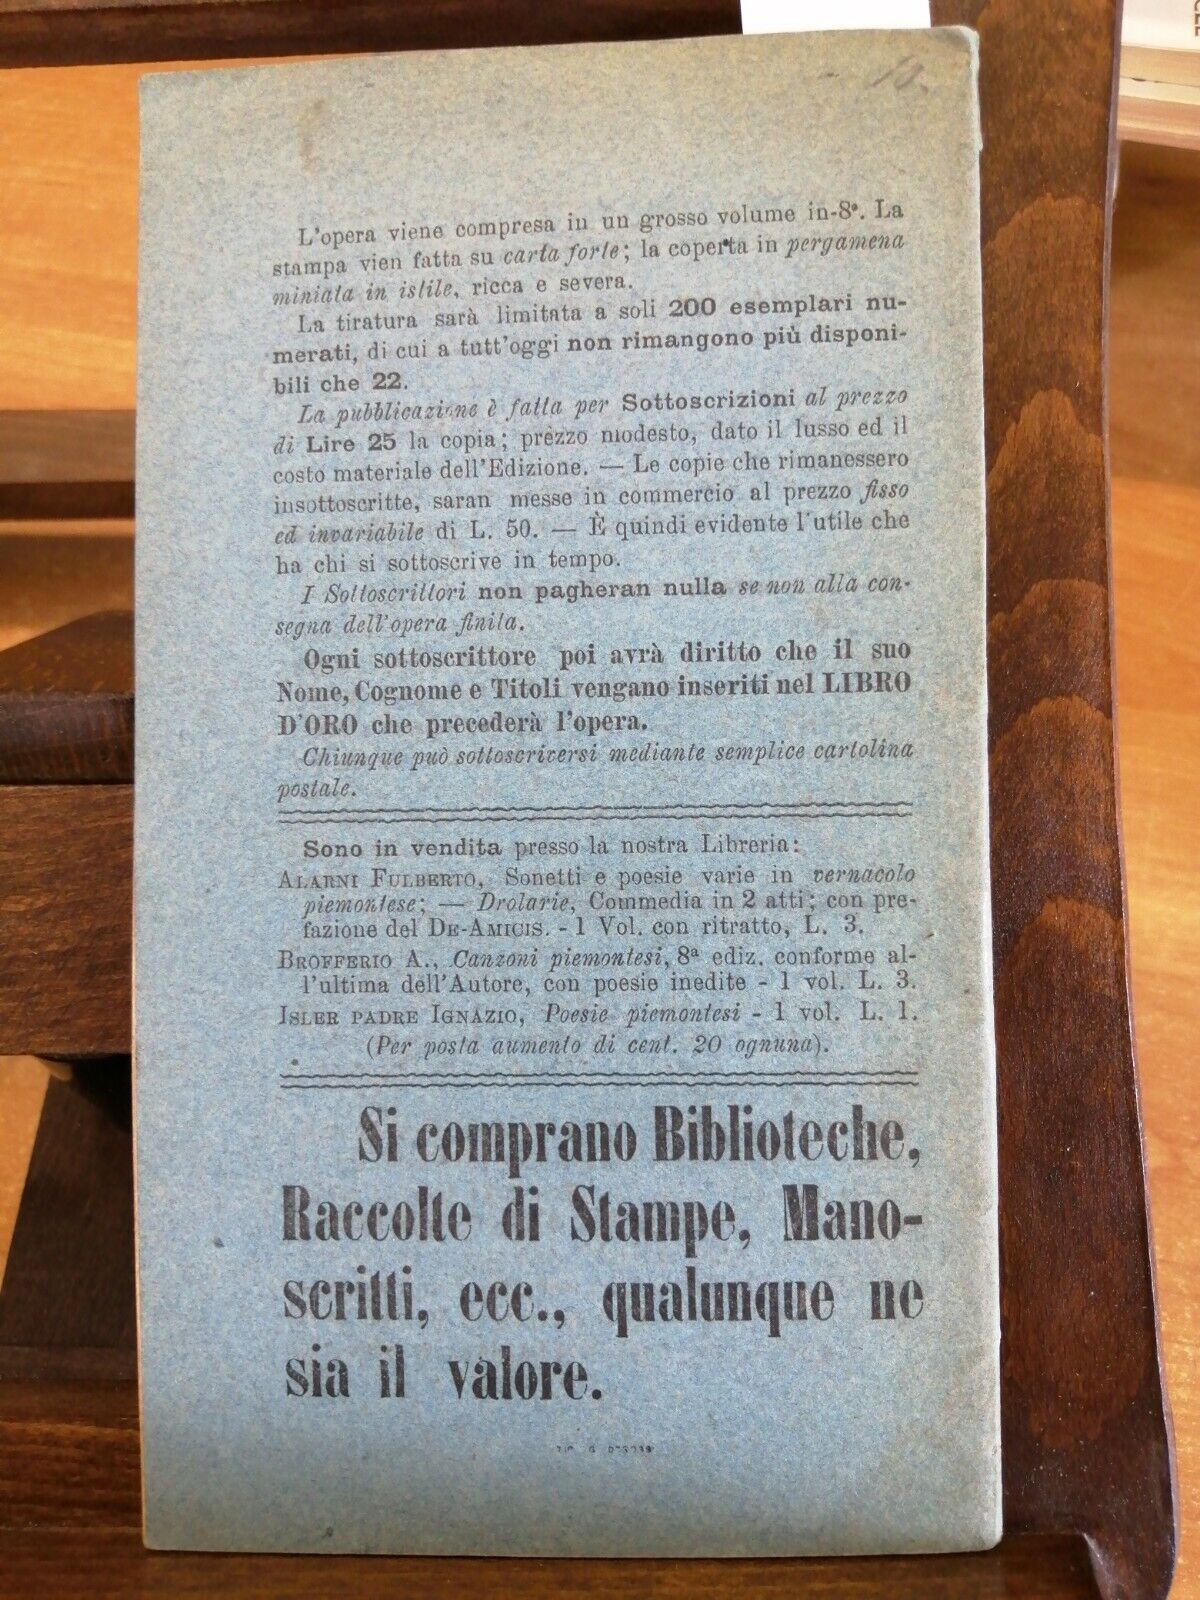 10.
L'opera viene compresa in un grosso volume in-8º. La
stampa vien fatta su carta forte; la coperta in pergamena
miniata in istile, ricca e severa.
La tiratura sarà limitata a soli 200 esemplari nu-
merati, di cui a tutt'oggi non rimangono più disponi-
bili che 22.
La pubblicazione è fatta per Sottoscrizioni al prezzo
di Lire 25 la copia; prezzo modesto, dato il lusso ed il
costo materiale dell'Edizione. — Le copie che rimanessero
insottoscritte, saran messe in commercio al prezzo fisso
ed invariabile di L. 50. — È quindi evidente l'utile che
ha chi si sottoscrive in tempo.
I Sottoscrittori non pagheran nulla se non alla con-
segna dell'opera finita.
Ogni sottoscrittore poi avrà diritto che il suo
Nome, Cognome e Titoli vengano inseriti nel LIBRO
D'ORO che precederà l'opera.
Chiunque può sottoscriversi mediante semplice cartolina
postale.
Sono in vendita presso la nostra Libreria:
ALARNI FULBERTO, Sonetti e poesie varie in vernacolo
piemontese; — Drolarie, Commedia in 2 atti; con pre-
fazione del DE-AMICIS. - 1 Vol. con ritratto, L. 3.
BROFFERIO A., Canzoni piemontesi, 8ª ediz. conforme al-
l'ultima dell'Autore, con poesie inedite - 1 vol. L. 3.
ISLER PADRE IGNAZIO, Poesie piemontesi - 1 vol. L. 1.
(Per posta aumento di cent. 20 ognuna).
Si comprano Biblioteche,
Raccolte di Stampe, Mano-
scritti, ecc., qualunque ne
sia il valore.